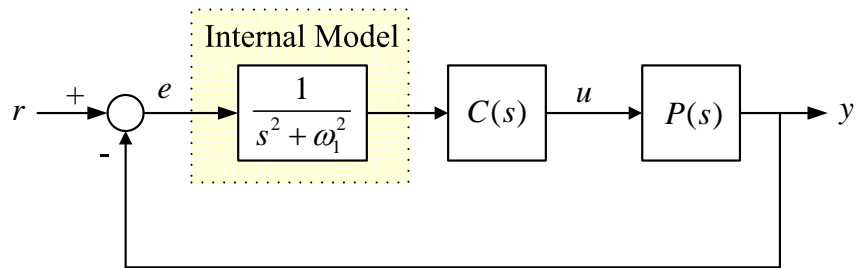 Internal Model
r
+
-
e
1
s² + ω₁²
C(s)
u
P(s)
y